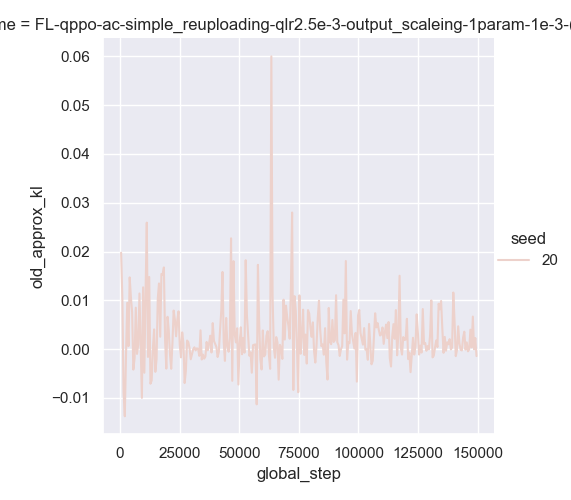 me = FL-qppo-ac-simple_reuploading-qlr2.5e-3-output_scaleing-1param-1e-3-
0.06
0.05
0.04
0.03
0.02
0.01
0.00
−0.01
old_approx_kl
seed
20
0 25000 50000 75000 100000 125000 150000
global_step